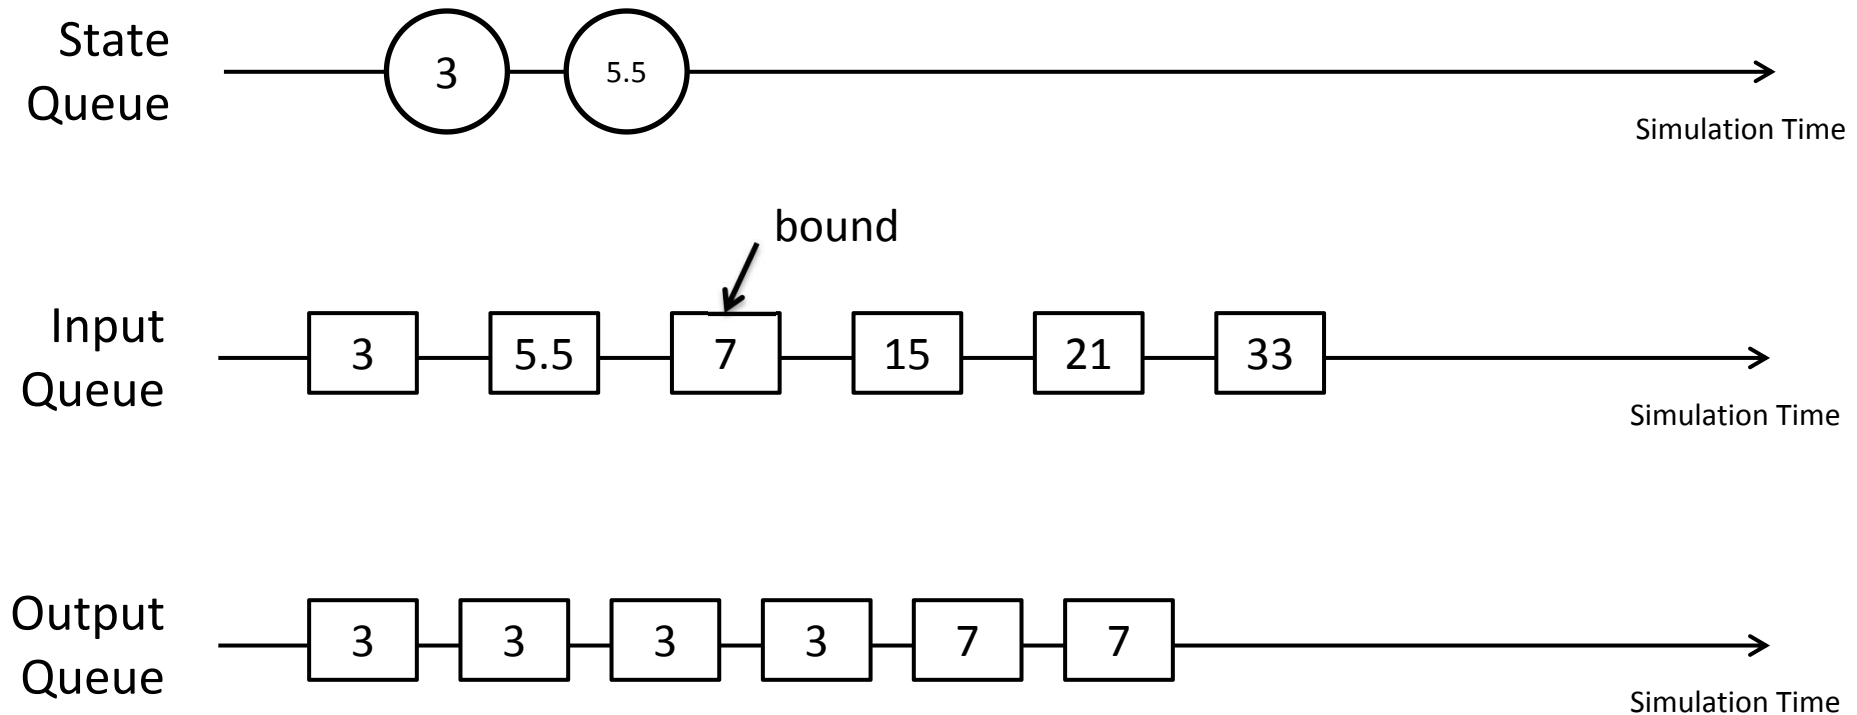 State
Queue
3
5.5
Simulation Time
bound
Input
Queue
3
5.5
7
15
21
33
Simulation Time
Output
Queue
3
3
3
3
7
7
Simulation Time